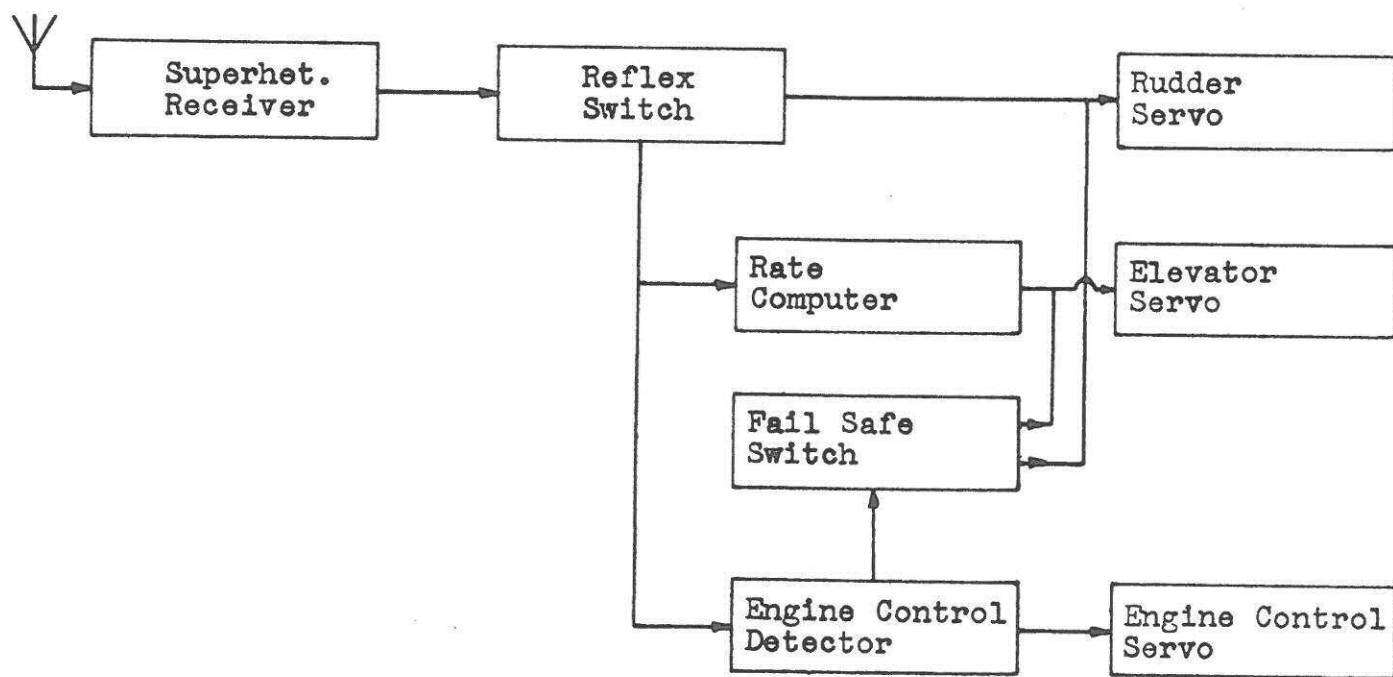 Superhet.
Receiver
Reflex
Switch
Rudder
Servo
Rate
Computer
Elevator
Servo
Fail Safe
Switch
Engine Control
Detector
Engine Control
Servo